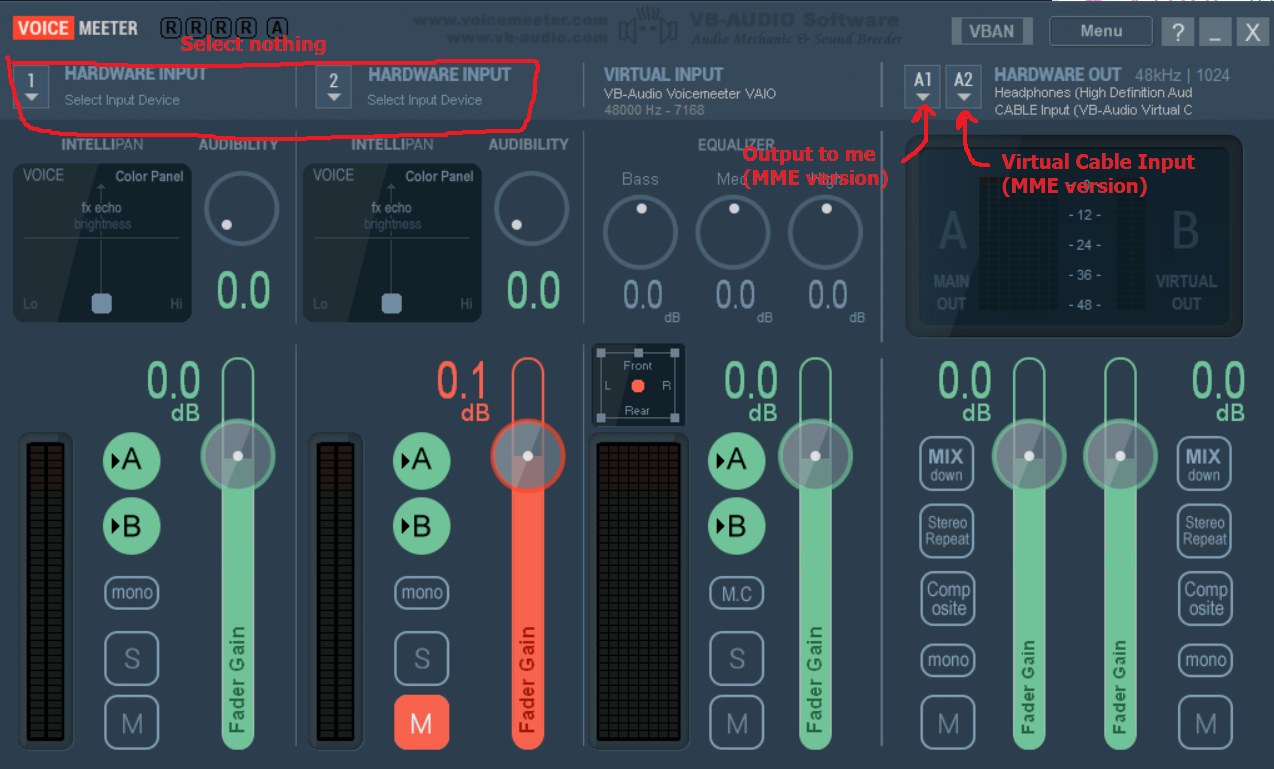 VOICE MEETER
R R R R A
www.voicemeeter.com
www.vb-audio.com
VB-AUDIO Software
Audio Mechanic & Sound Breeder
VBAN
Menu
?
_
X
Select nothing
1
HARDWARE INPUT
Select Input Device
2
HARDWARE INPUT
Select Input Device
VIRTUAL INPUT
VB-Audio Voicemeeter VAIO
48000 Hz - 7168
A1
A2
HARDWARE OUT 48kHz | 1024
Headphones (High Definition Aud
CABLE Input (VB-Audio Virtual C
INTELLIPAN
AUDIBILITY
VOICE
Color Panel
fx echo
brightness
Lo
Hi
0.0
INTELLIPAN
AUDIBILITY
VOICE
Color Panel
fx echo
brightness
Lo
Hi
0.0
EQUALIZER
Bass
Med
High
0.0
dB
0.0
dB
0.0
dB
Output to me
(MME version)
Virtual Cable Input
(MME version)
A
MAIN
OUT
- 0 -
- 12 -
- 24 -
- 36 -
- 48 -
B
VIRTUAL
OUT
0.0
dB
A
B
mono
S
M
Fader Gain
0.1
dB
A
B
mono
S
M
Fader Gain
Front
L
R
Rear
0.0
dB
A
B
M.C
S
M
Fader Gain
0.0
dB
MIX
down
Stereo
Repeat
Comp
osite
mono
M
Fader Gain
Fader Gain
0.0
dB
MIX
down
Stereo
Repeat
Comp
osite
mono
M